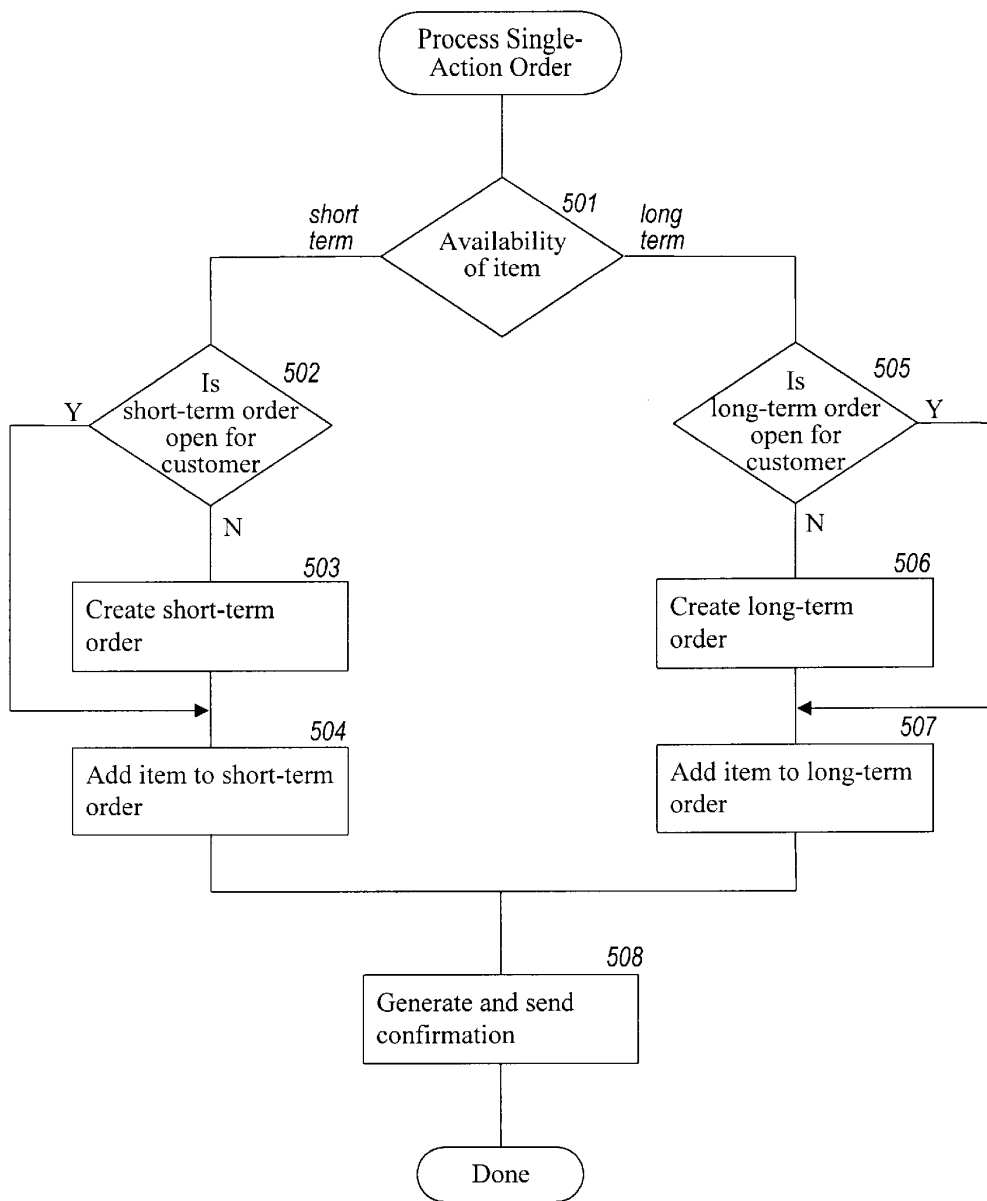 Process Single-
Action Order
501
short
term
long
term
Availability
of item
502
505
Is
short-term order
open for
customer
Y
Is
long-term order
open for
customer
Y
N
N
503
506
Create short-term
order
Create long-term
order
504
507
Add item to short-term
order
Add item to long-term
order
508
Generate and send
confirmation
Done